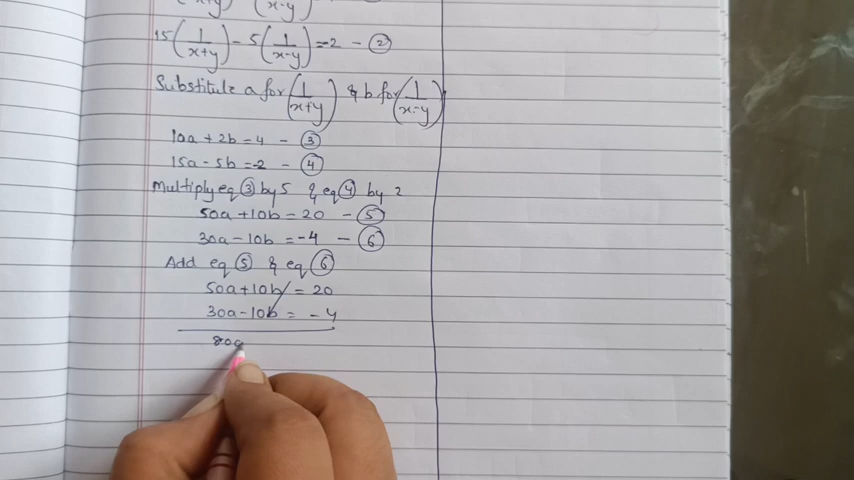 (x+y) (x-y)
15(1/x+y) - 5(1/x-y) = -2 - ②
Substitute a for (1/x+y) & b for (1/x-y)
10a + 2b = 4 - ③
15a - 5b = -2 - ④
Multiply eq ③ by 5 & eq ④ by 2
50a + 10b = 20 - ⑤
30a - 10b = -4 - ⑥
Add eq ⑤ & eq ⑥
50a + 10b = 20
30a - 10b = -4
80a